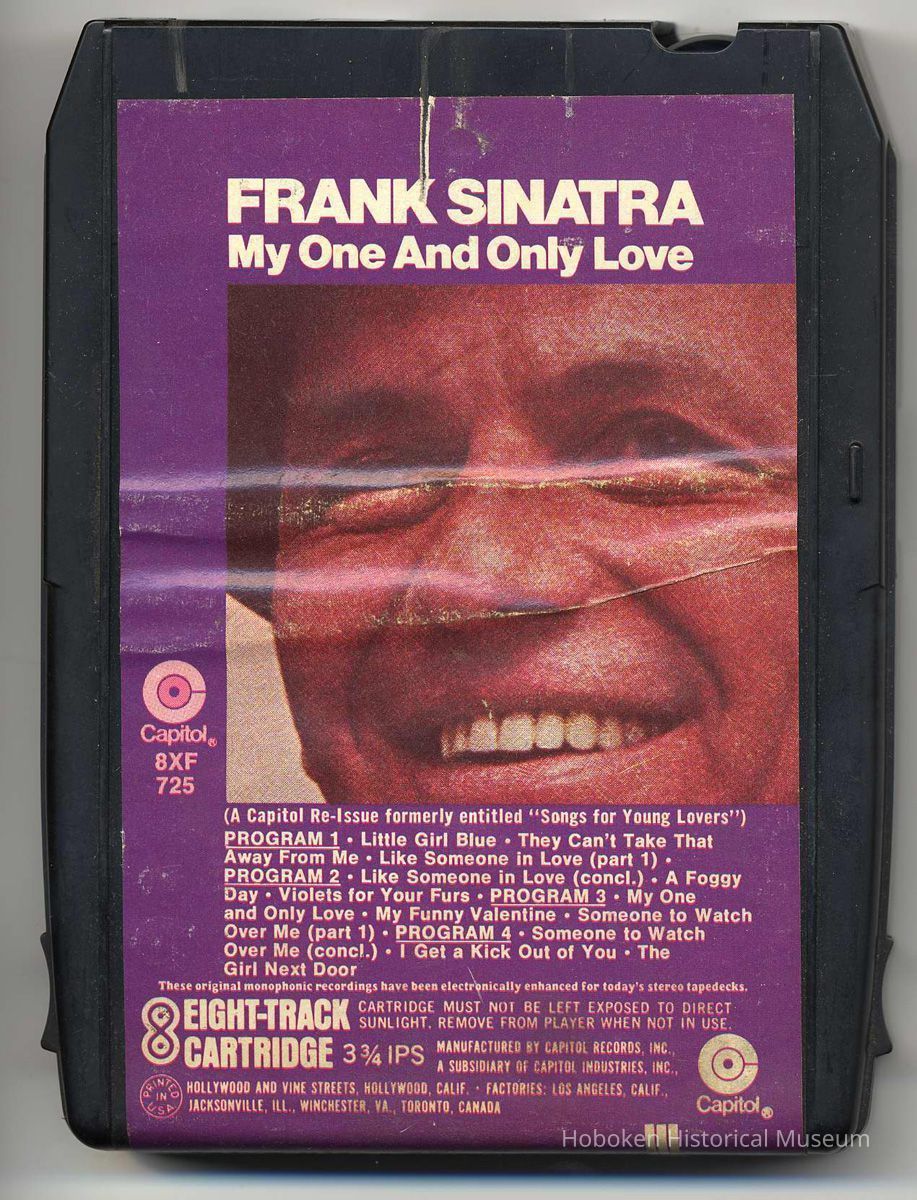 FRANK SINATRA
My One And Only Love
Capitol®
8XF
725
(A Capitol Re-Issue formerly entitled "Songs for Young Lovers")
PROGRAM 1 • Little Girl Blue • They Can't Take That
Away From Me • Like Someone in Love (part 1) •
PROGRAM 2 • Like Someone in Love (concl.) • A Foggy
Day • Violets for Your Furs • PROGRAM 3 • My One
and Only Love • My Funny Valentine • Someone to Watch
Over Me (part 1) • PROGRAM 4 • Someone to Watch
Over Me (concl.) • I Get a Kick Out of You • The
Girl Next Door
These original monophonic recordings have been electronically enhanced for today's stereo tapedecks.
8 EIGHT-TRACK
CARTRIDGE 3¾ IPS
CARTRIDGE MUST NOT BE LEFT EXPOSED TO DIRECT
SUNLIGHT. REMOVE FROM PLAYER WHEN NOT IN USE.
MANUFACTURED BY CAPITOL RECORDS, INC.,
A SUBSIDIARY OF CAPITOL INDUSTRIES, INC.,
HOLLYWOOD AND VINE STREETS, HOLLYWOOD, CALIF. • FACTORIES: LOS ANGELES, CALIF.,
JACKSONVILLE, ILL., WINCHESTER, VA., TORONTO, CANADA
PRINTED
IN
U.S.A.
Capitol®
Hoboken Historical Museum